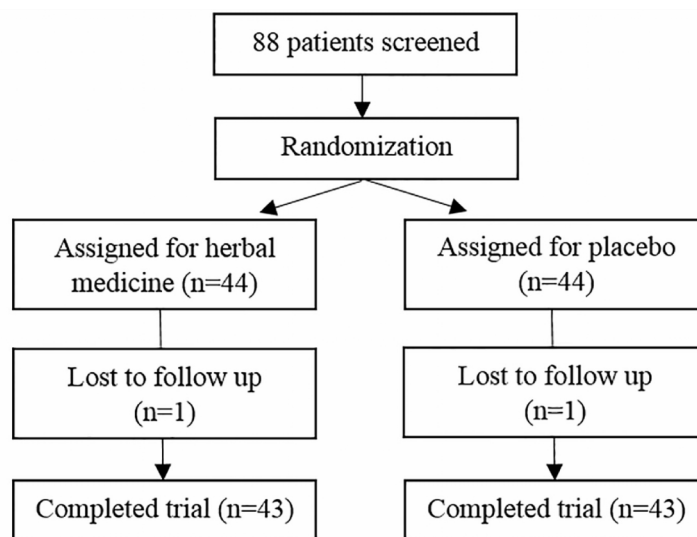 88 patients screened
Randomization
Assigned for herbal
medicine (n=44)
Assigned for placebo
(n=44)
Lost to follow up
(n=1)
Lost to follow up
(n=1)
Completed trial (n=43)
Completed trial (n=43)